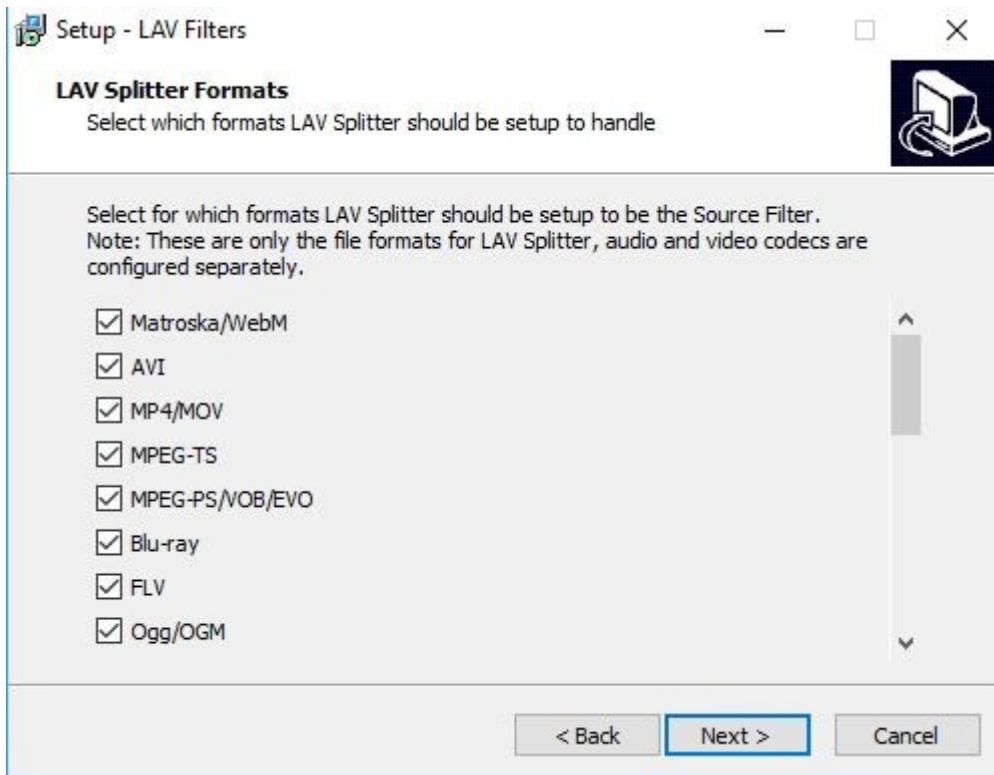 Setup - LAV Filters
LAV Splitter Formats
Select which formats LAV Splitter should be setup to handle
Select for which formats LAV Splitter should be setup to be the Source Filter.
Note: These are only the file formats for LAV Splitter, audio and video codecs are
configured separately.
Matroska/WebM
AVI
MP4/MOV
MPEG-TS
MPEG-PS/VOB/EVO
Blu-ray
FLV
Ogg/OGM
< Back Next > Cancel